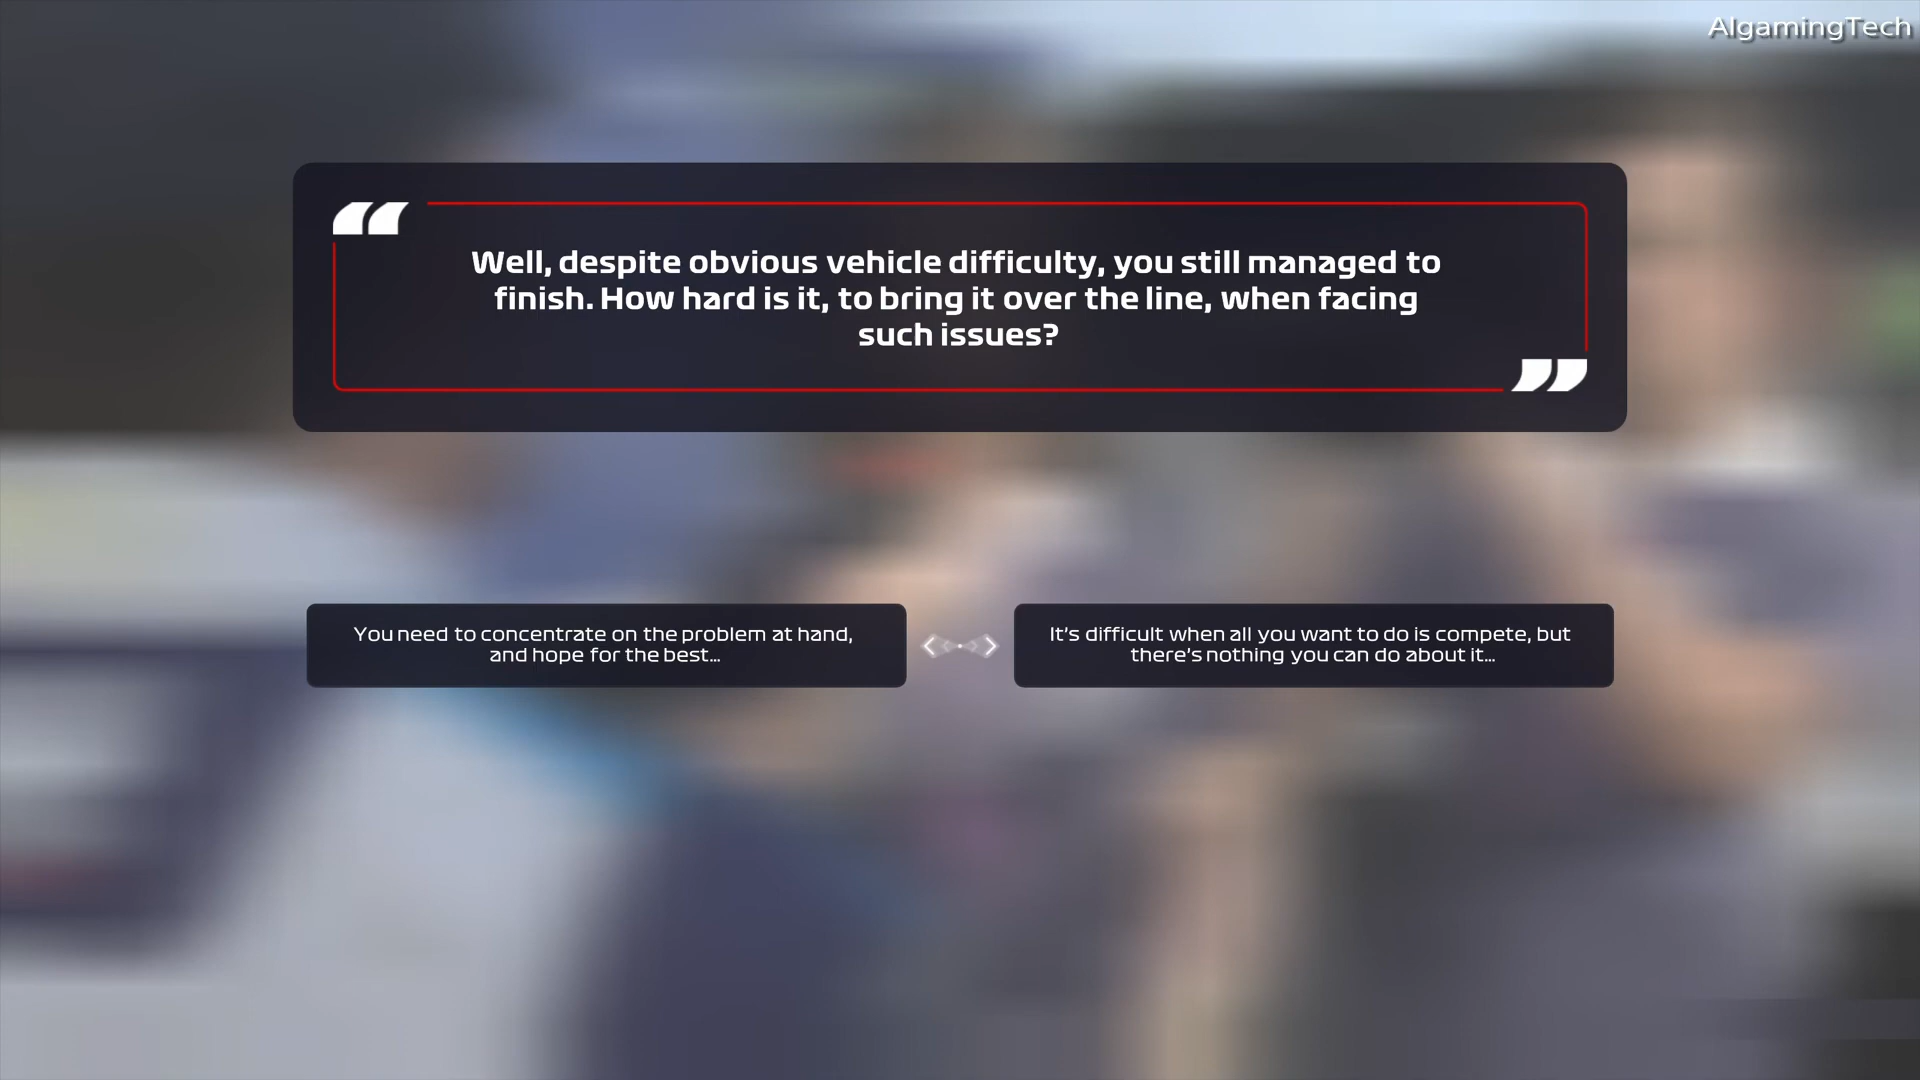 AlgamingTech
“
Well, despite obvious vehicle difficulty, you still managed to
finish. How hard is it, to bring it over the line, when facing
such issues?
”
You need to concentrate on the problem at hand,
and hope for the best...
It's difficult when all you want to do is compete, but
there's nothing you can do about it...